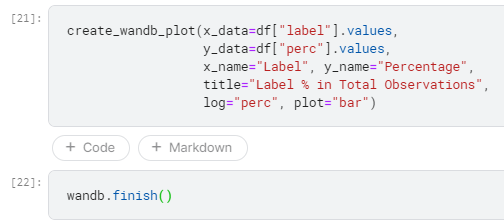 [21]:
create_wandb_plot(x_data=df["label"].values,
y_data=df["perc"].values,
x_name="Label", y_name="Percentage",
title="Label % in Total Observations",
log="perc", plot="bar")
+ Code + Markdown
[22]:
wandb.finish()